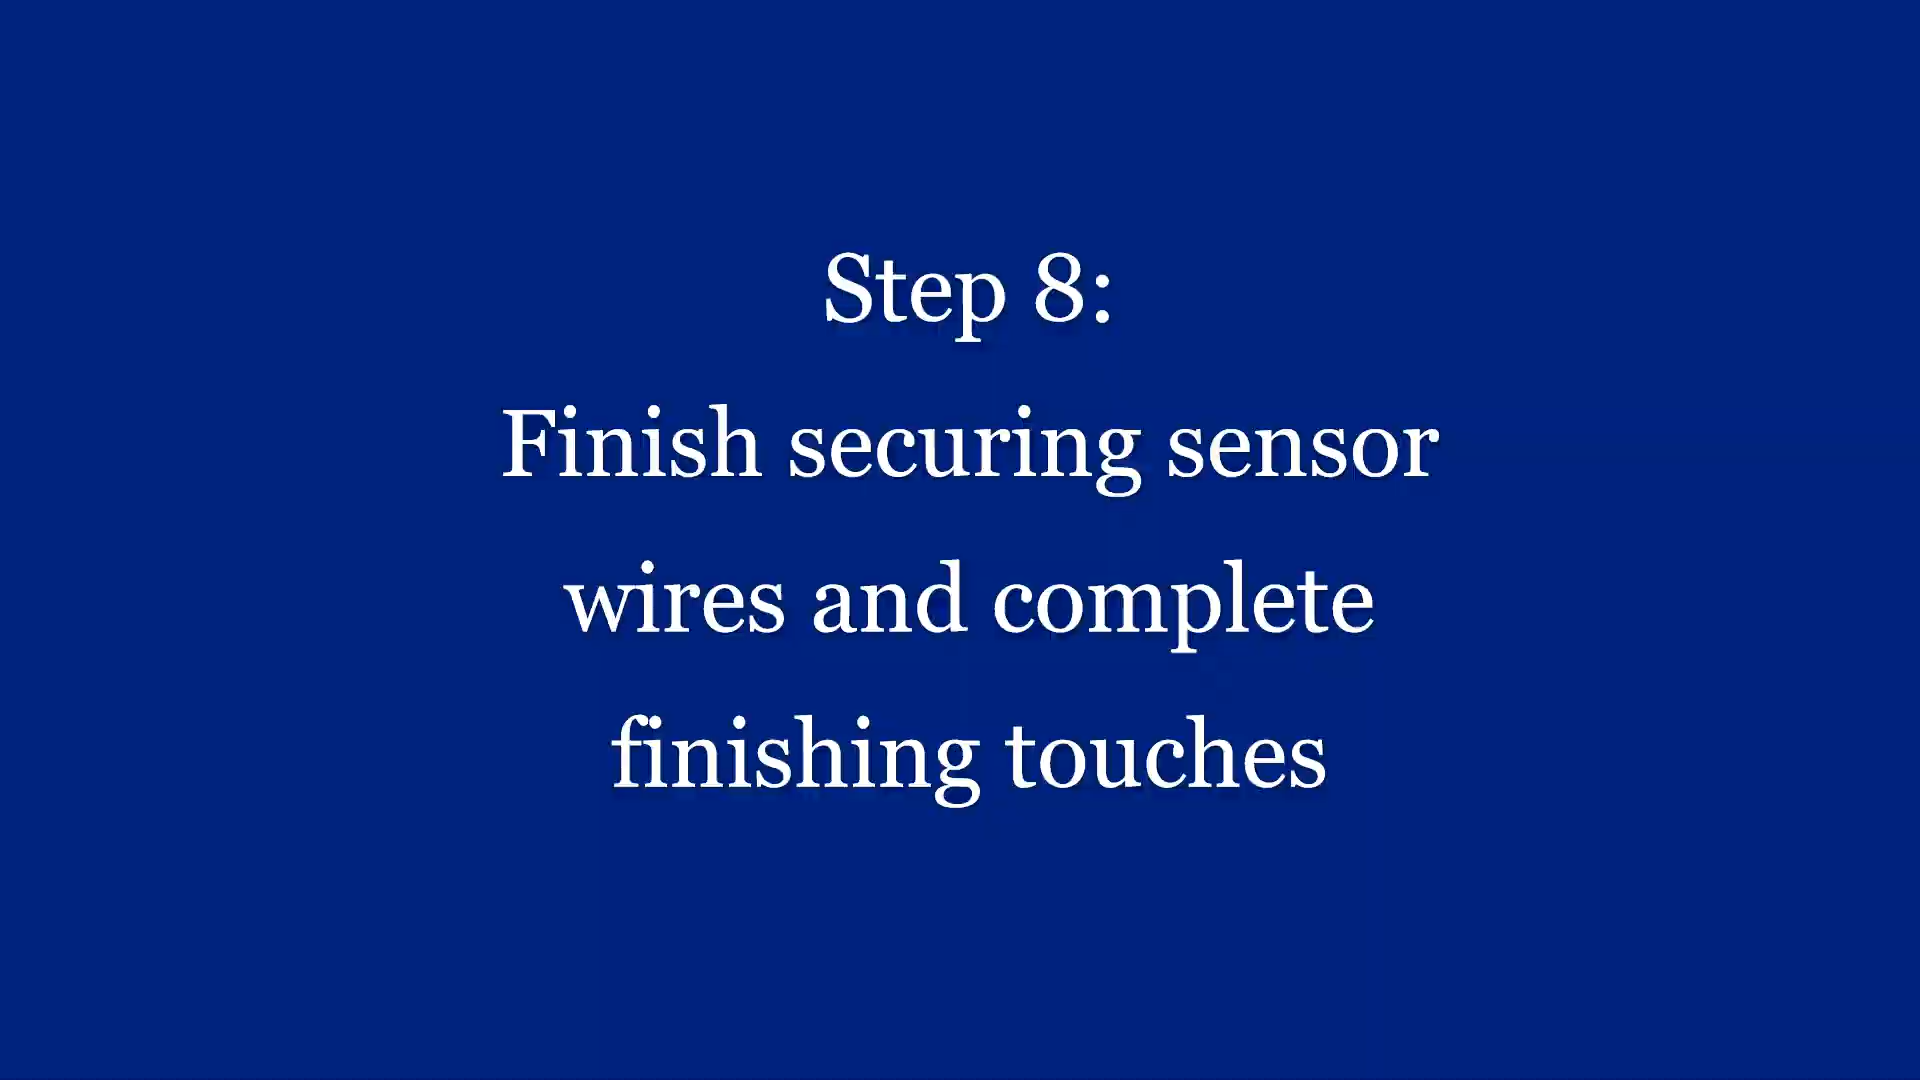 Step 8:
Finish securing sensor
wires and complete
finishing touches